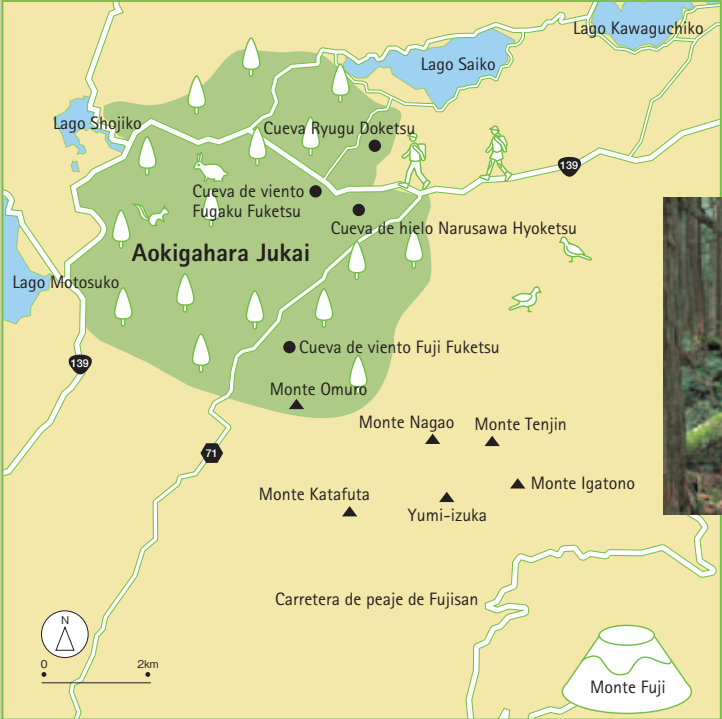 Lago Kawaguchiko
Lago Saiko
Lago Shojiko
Cueva Ryugu Doketsu
139
Cueva de viento
Fugaku Fuketsu
Cueva de hielo Narusawa Hyoketsu
Aokigahara Jukai
Lago Motosuko
Cueva de viento Fuji Fuketsu
139
Monte Omuro
Monte Nagao
Monte Tenjin
71
Monte Igatono
Monte Katafuta
Yumi-izuka
Carretera de peaje de Fujisan
N
0 2km
Monte Fuji